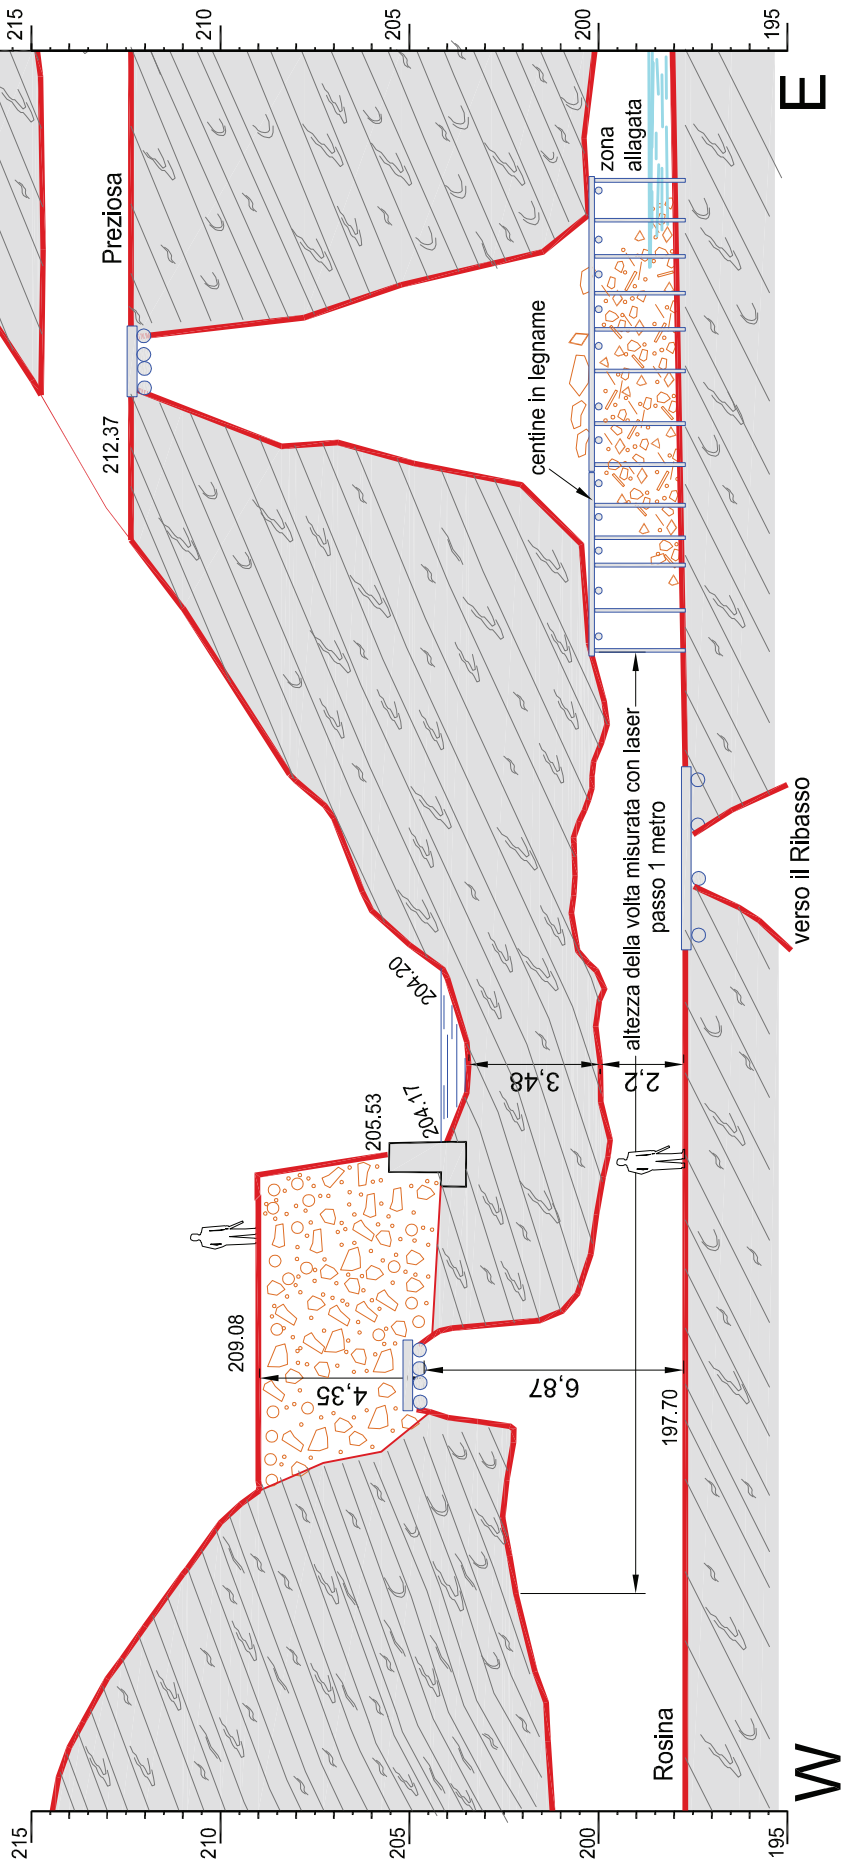 215
210
205
200
195
E
Preziosa
212.37
zona
allagata
centine in legname
altezza della volta misurata con laser
passo 1 metro
verso il Ribasso
204.20
204.17
205.53
3,48
2,2
209.08
4,35
6,87
197.70
Rosina
W
215
210
205
200
195